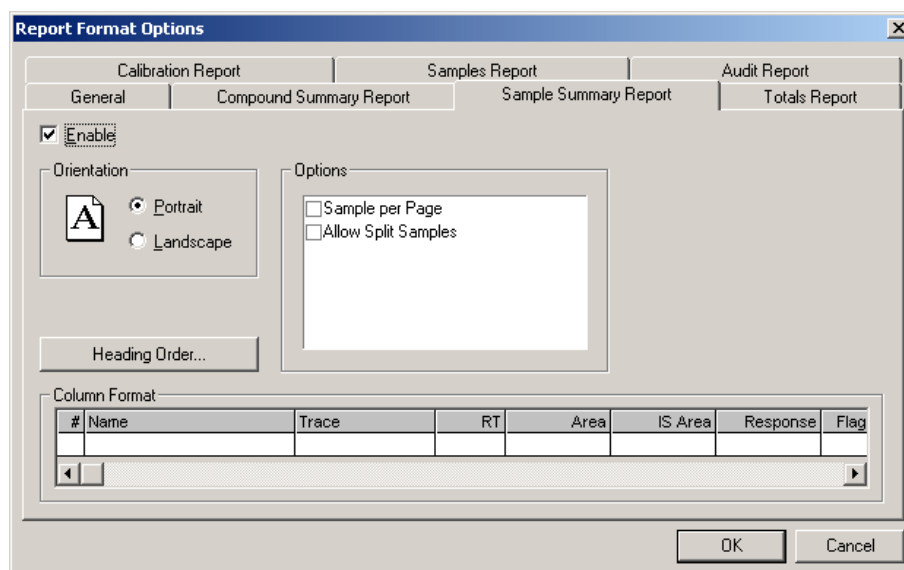 Report Format Options
Calibration Report Samples Report Audit Report
General Compound Summary Report Sample Summary Report Totals Report
Enable
Orientation
A
Portrait
Landscape
Options
Sample per Page
Allow Split Samples
Heading Order...
Column Format
# Name Trace RT Area IS Area Response Flag
OK Cancel